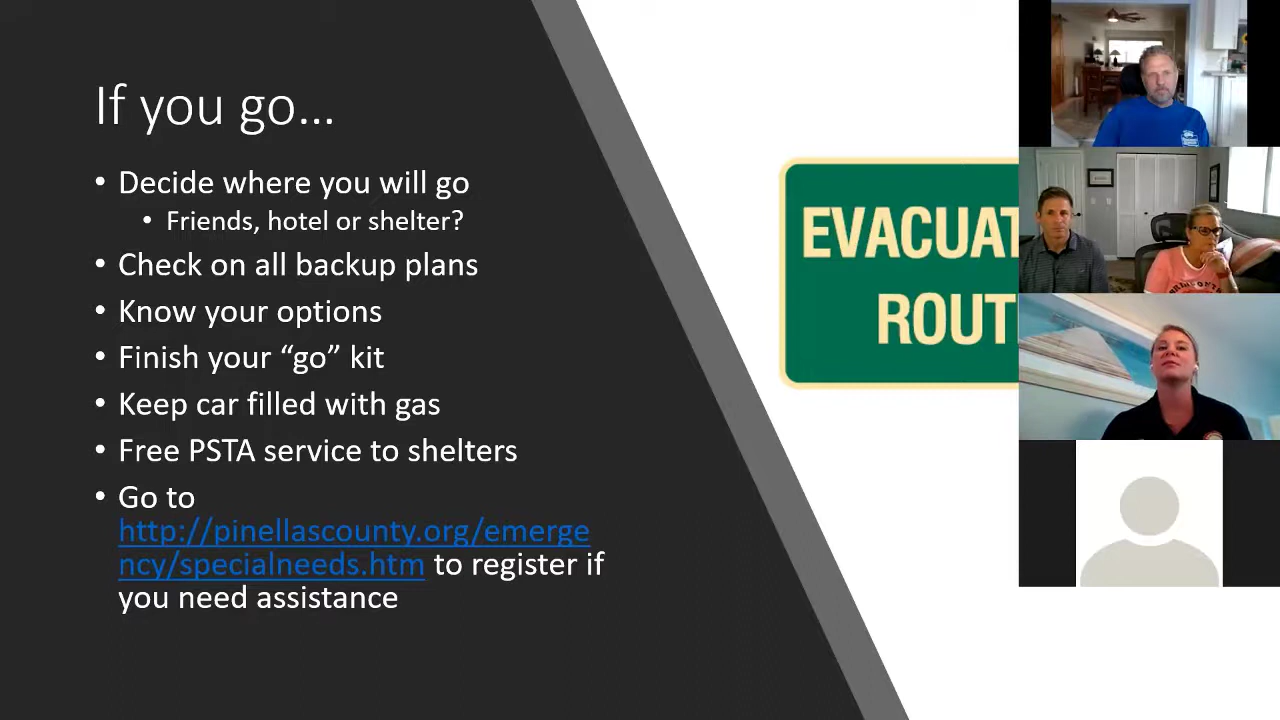 If you go...
• Decide where you will go
• Friends, hotel or shelter?
• Check on all backup plans
• Know your options
• Finish your “go” kit
• Keep car filled with gas
• Free PSTA service to shelters
• Go to
http://pinellascounty.org/emerge
ncy/specialneeds.htm to register if
you need assistance
EVACUAT
ROUT